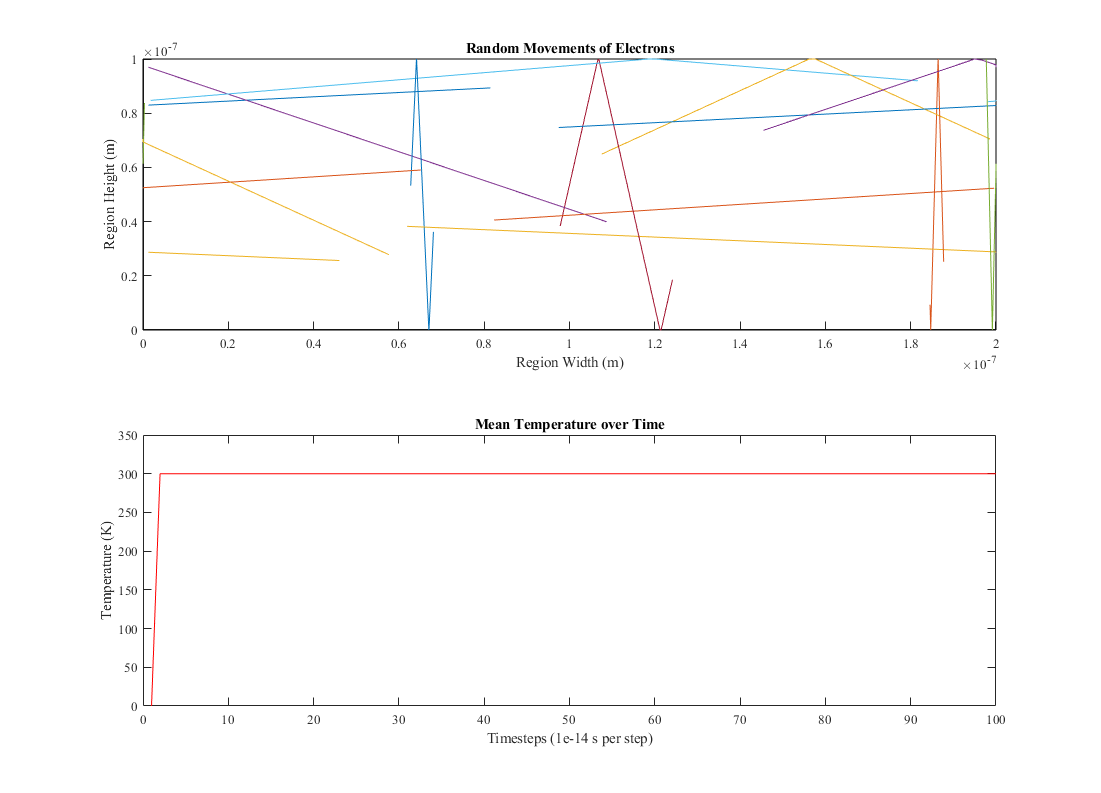 Random Movements of Electrons
×10^-7
1
0.8
0.6
0.4
0.2
0
Region Height (m)
0 0.2 0.4 0.6 0.8 1 1.2 1.4 1.6 1.8 2
Region Width (m)
×10^-7
Mean Temperature over Time
350
300
250
200
150
100
50
0
Temperature (K)
0 10 20 30 40 50 60 70 80 90 100
Timesteps (1e-14 s per step)